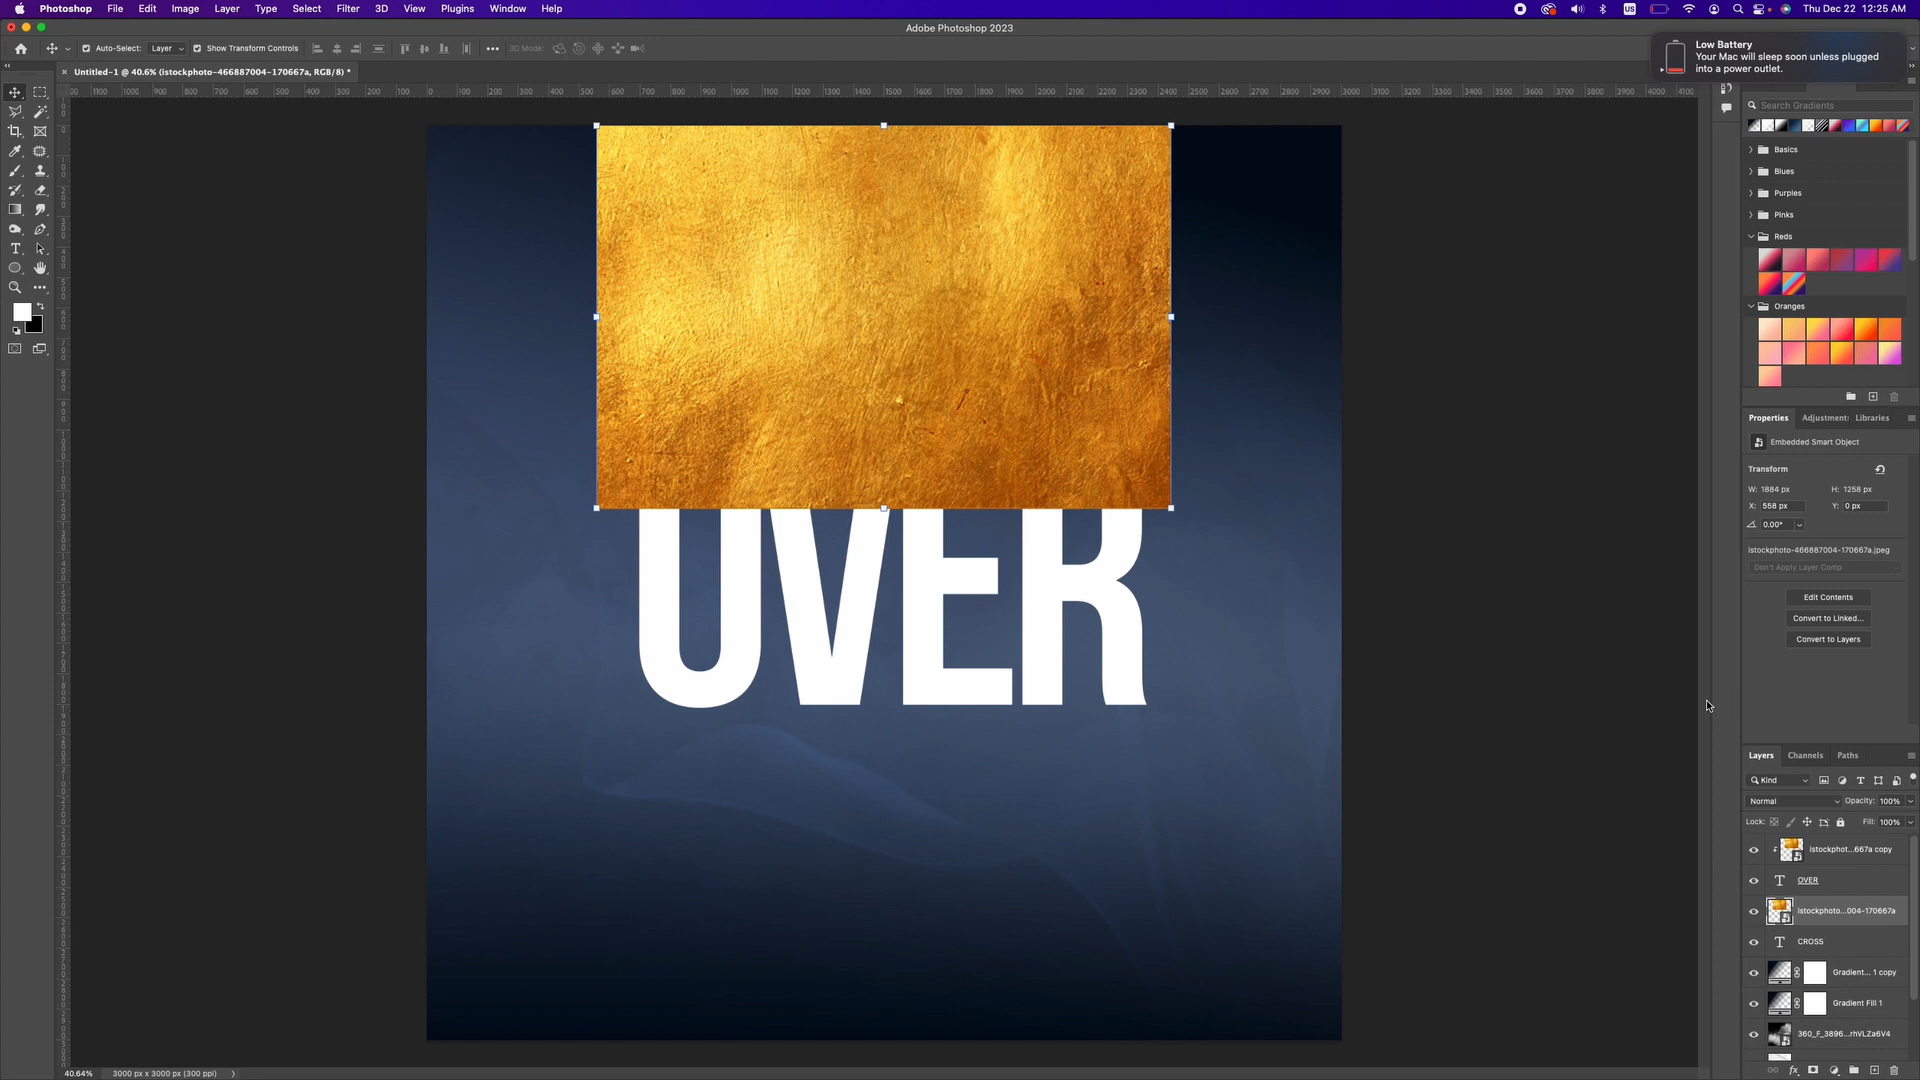 Photoshop File Edit Image Layer Type Select Filter 3D View Plugins Window Help
US
Thu Dec 22 12:25 AM
Adobe Photoshop 2023
Auto-Select: Layer Show Transform Controls
3D Mode:
Low Battery
Your Mac will sleep soon unless plugged
into a power outlet.
Untitled-1 @ 40.6% (istockphoto-466887004-170667a, RGB/8) *
Search Gradients
Basics
Blues
Purples
Pinks
Reds
Oranges
Properties Adjustments Libraries
Embedded Smart Object
Transform
W: 1884 px H: 1258 px
X: 558 px Y: 0 px
0.00°
istockphoto-466887004-170667a.jpeg
Don't Apply Layer Comp
Edit Contents
Convert to Linked...
Convert to Layers
OVER
Layers Channels Paths
Kind
Normal Opacity: 100%
Lock: Fill: 100%
istockphot...667a copy
OVER
istockphoto...004-170667a
CROSS
Gradient... 1 copy
Gradient Fill 1
360_F_3896...rhVLZa6V4
40.64% 3000 px x 3000 px (300 ppi)